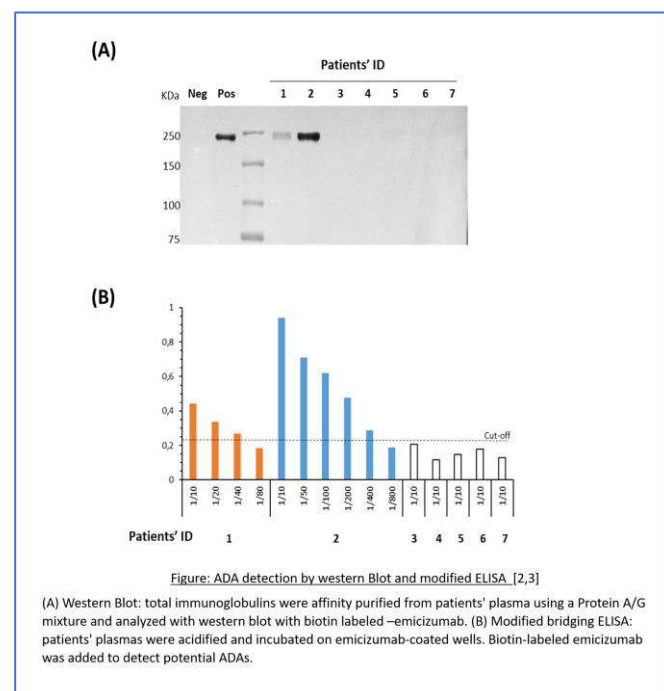 (A)
Patients’ ID
KDa Neg Pos 1 2 3 4 5 6 7
250
150
100
75
(B)
1
0,8
0,6
0,4
0,2
0
Cut-off
1/10 1/20 1/40 1/80 1/10 1/50 1/100 1/200 1/400 1/800 1/10 1/10 1/10 1/10 1/10
Patients’ ID 1 2 3 4 5 6 7
Figure: ADA detection by western Blot and modified ELISA [2,3]
(A) Western Blot: total immunoglobulins were affinity purified from patients' plasma using a Protein A/G
mixture and analyzed with western blot with biotin labeled –emicizumab. (B) Modified bridging ELISA:
patients' plasmas were acidified and incubated on emicizumab-coated wells. Biotin-labeled emicizumab
was added to detect potential ADAs.